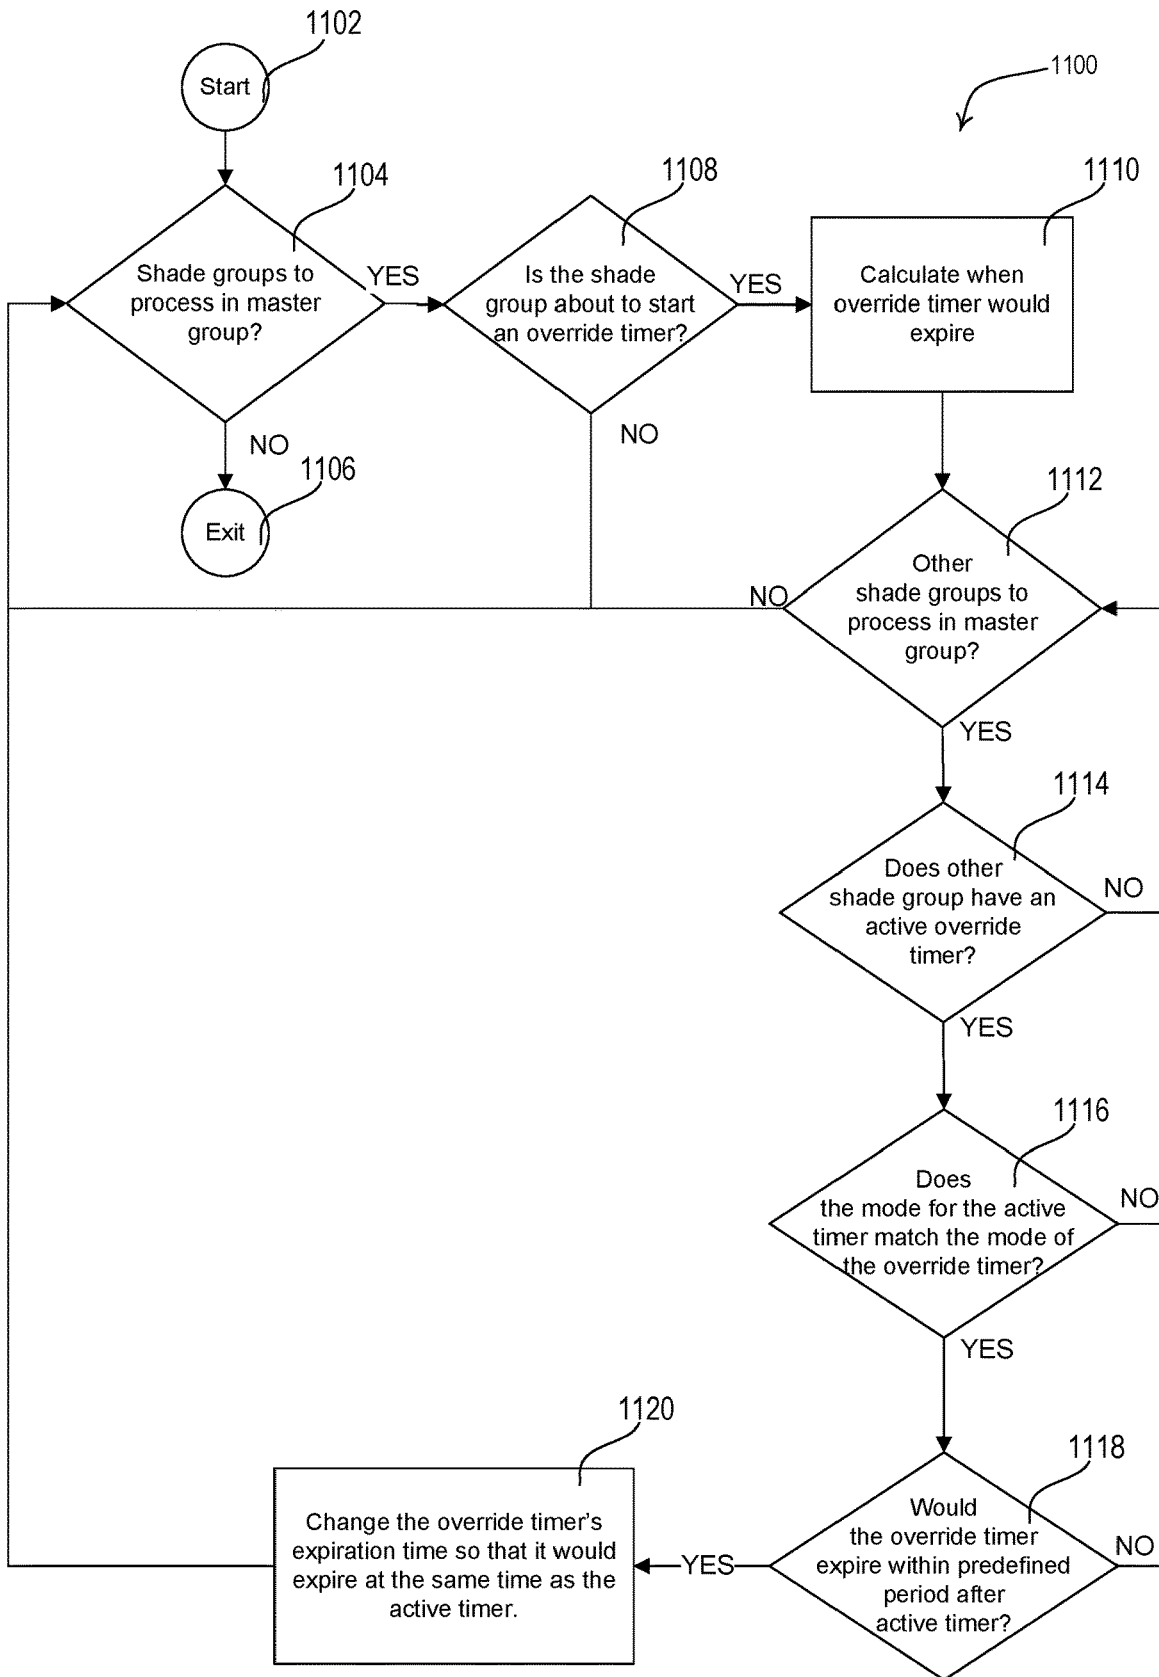 1102
Start
1100
1104
1108
1110
Shade groups to
process in master
group?
YES
Is the shade
group about to start
an override timer?
YES
Calculate when
override timer would
expire
NO
NO
1106
Exit
1112
Other
shade groups to
process in master
group?
NO
YES
1114
Does other
shade group have an
active override
timer?
NO
YES
1116
Does
the mode for the active
timer match the mode of
the override timer?
NO
YES
1120
1118
Change the override timer's
expiration time so that it would
expire at the same time as the
active timer.
YES
Would
the override timer
expire within predefined
period after
active timer?
NO